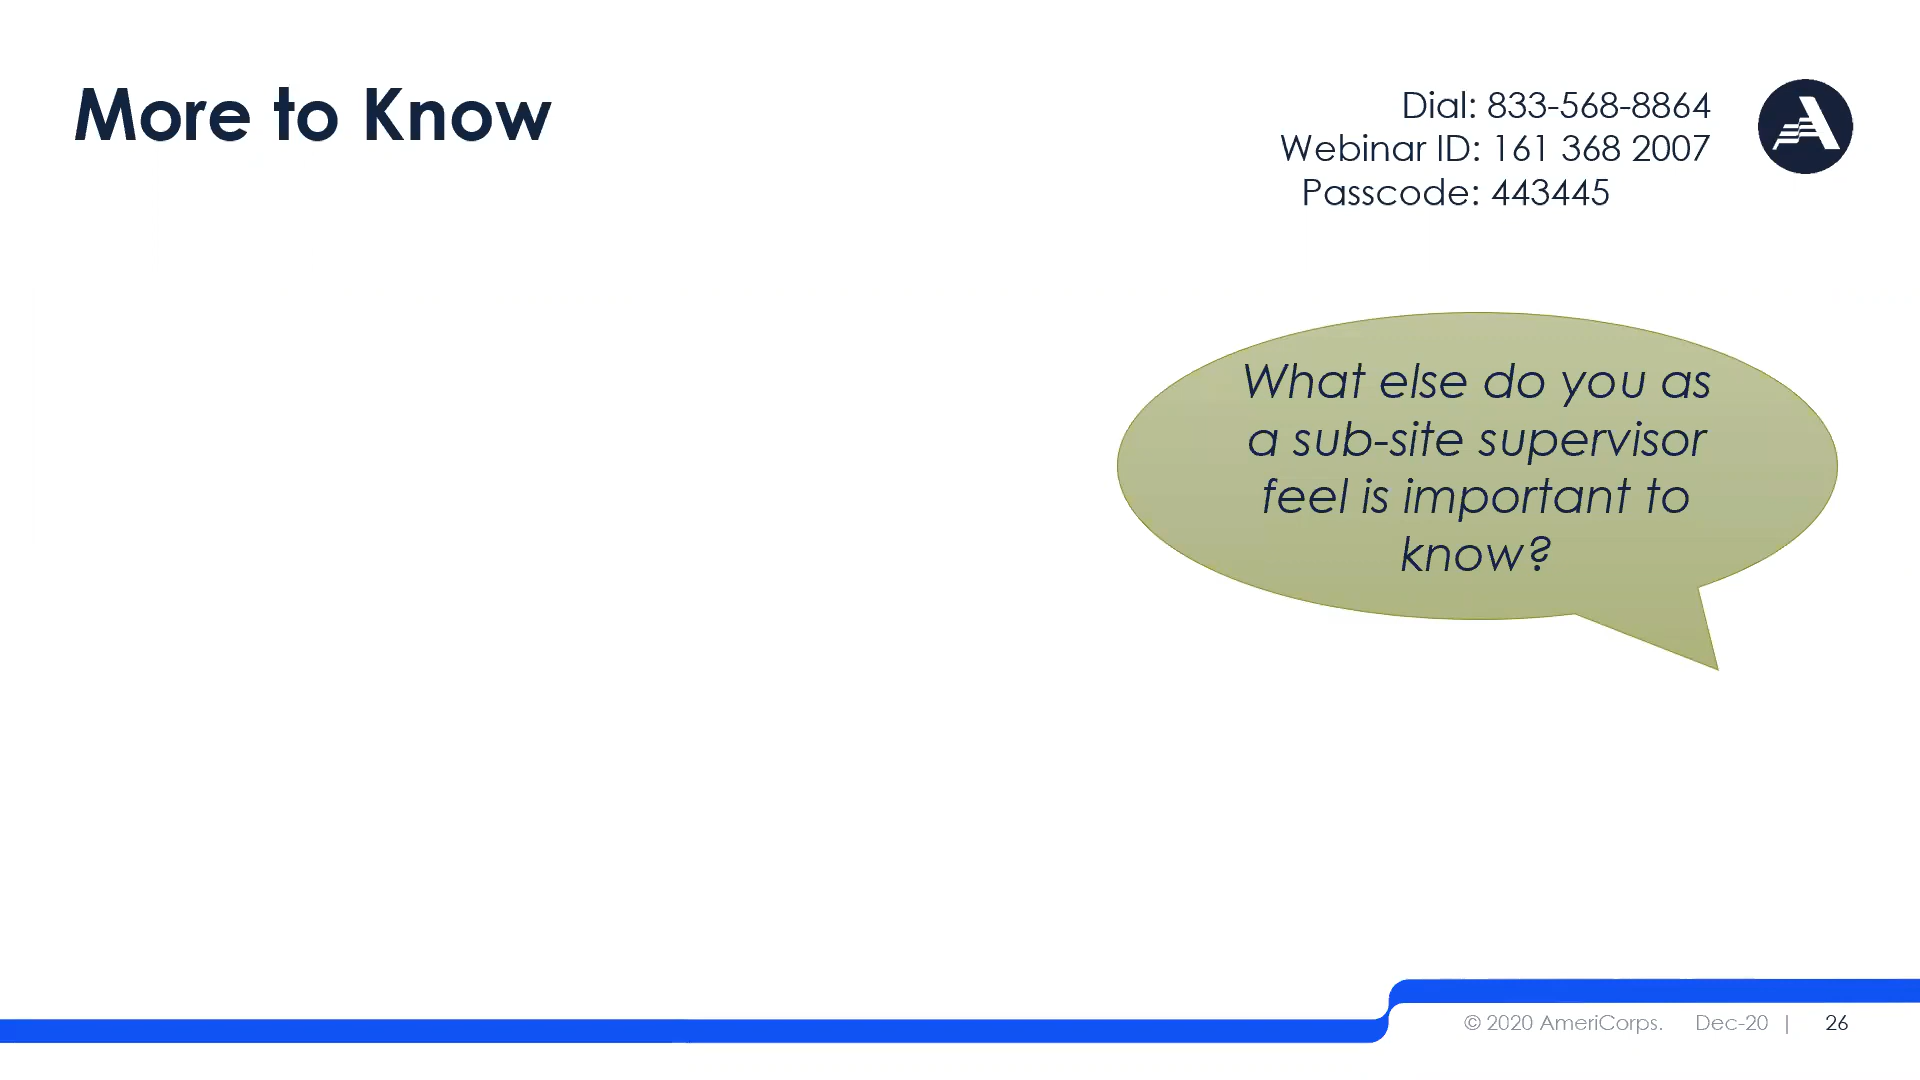 More to Know
Dial: 833-568-8864
Webinar ID: 161 368 2007
Passcode: 443445
What else do you as
a sub-site supervisor
feel is important to
know?
© 2020 AmeriCorps. Dec-20 | 26